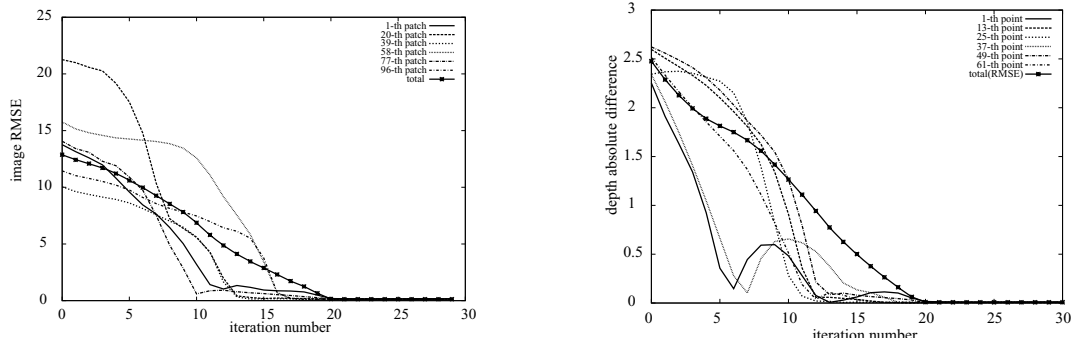 25
20
15
10
5
0
image RMSE
1-th patch
20-th patch
39-th patch
58-th patch
77-th patch
96-th patch
total
0 5 10 15 20 25 30
iteration number
3
2.5
2
1.5
1
0.5
0
depth absolute difference
1-th point
13-th point
25-th point
37-th point
49-th point
61-th point
total(RMSE)
0 5 10 15 20 25 30
iteration number